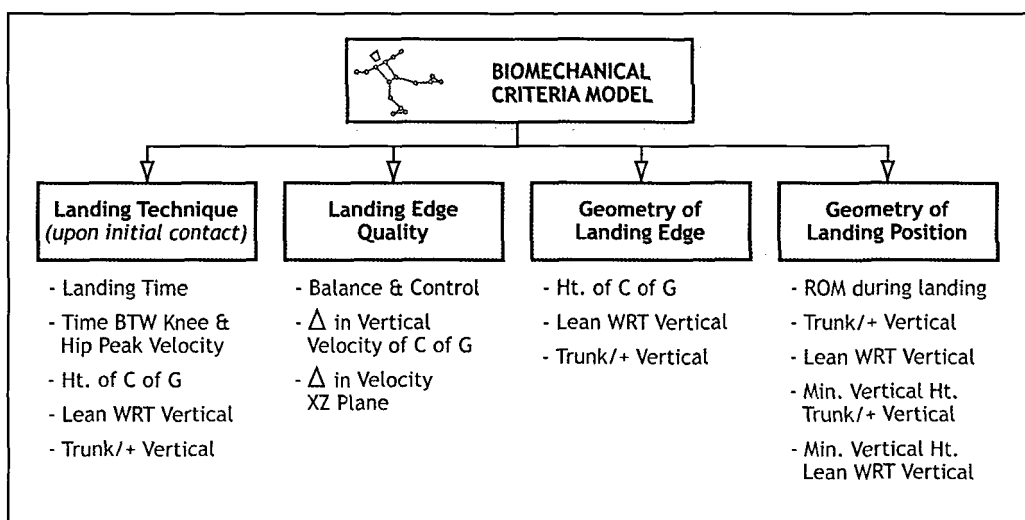 BIOMECHANICAL
CRITERIA MODEL
Landing Technique
(upon initial contact)
- Landing Time
- Time BTW Knee &
Hip Peak Velocity
- Ht. of C of G
- Lean WRT Vertical
- Trunk/+ Vertical
Landing Edge
Quality
- Balance & Control
- Δ in Vertical
Velocity of C of G
- Δ in Velocity
XZ Plane
Geometry of
Landing Edge
- Ht. of C of G
- Lean WRT Vertical
- Trunk/+ Vertical
Geometry of
Landing Position
- ROM during landing
- Trunk/+ Vertical
- Lean WRT Vertical
- Min. Vertical Ht.
Trunk/+ Vertical
- Min. Vertical Ht.
Lean WRT Vertical